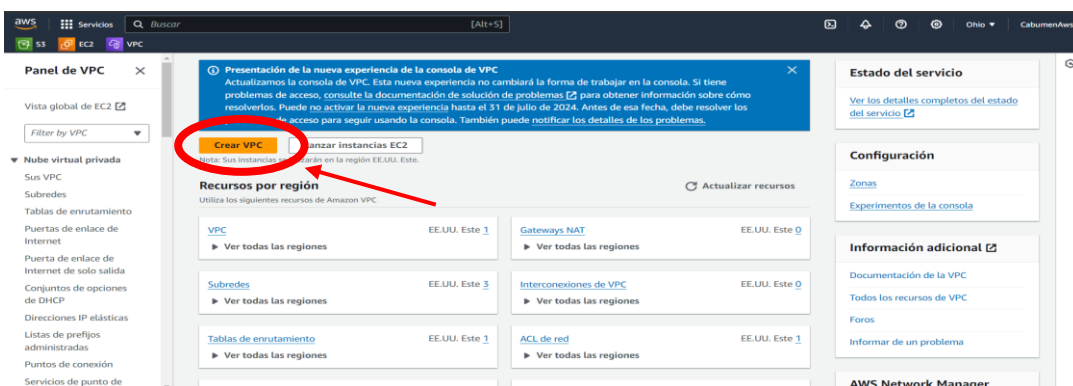 aws
Servicios
Buscar
[Alt+S]
Ohio
CabumenAws
S3
EC2
VPC
Panel de VPC
Vista global de EC2
Filter by VPC
Nube virtual privada
Sus VPC
Subredes
Tablas de enrutamiento
Puertas de enlace de
Internet
Puerta de enlace de
Internet de solo salida
Conjuntos de opciones
de DHCP
Direcciones IP elásticas
Listas de prefijos
administradas
Puntos de conexión
Servicios de punto de
Presentación de la nueva experiencia de la consola de VPC
Actualizamos la consola de VPC. Esta nueva experiencia no cambiará la forma de trabajar en la consola. Si tiene
problemas de acceso, consulte la documentación de solución de problemas para obtener información sobre cómo
resolverlos. Puede no activar la nueva experiencia hasta el 31 de julio de 2024. Antes de esa fecha, debe resolver los
de acceso para seguir usando la consola. También puede notificar los detalles de los problemas.
Crear VPC
instancias EC2
Nota: Sus instancias se en la región EE.UU. Este.
Recursos por región
Actualizar recursos
Utiliza los siguientes recursos de Amazon VPC
VPC
EE.UU. Este 1
Ver todas las regiones
Gateways NAT
EE.UU. Este 0
Ver todas las regiones
Subredes
EE.UU. Este 3
Ver todas las regiones
Interconexiones de VPC
EE.UU. Este 0
Ver todas las regiones
Tablas de enrutamiento
EE.UU. Este 1
Ver todas las regiones
ACL de red
EE.UU. Este 1
Ver todas las regiones
Estado del servicio
Ver los detalles completos del estado
del servicio
Configuración
Zonas
Experimentos de la consola
Información adicional
Documentación de la VPC
Todos los recursos de VPC
Foros
Informar de un problema
AWS Network Manager